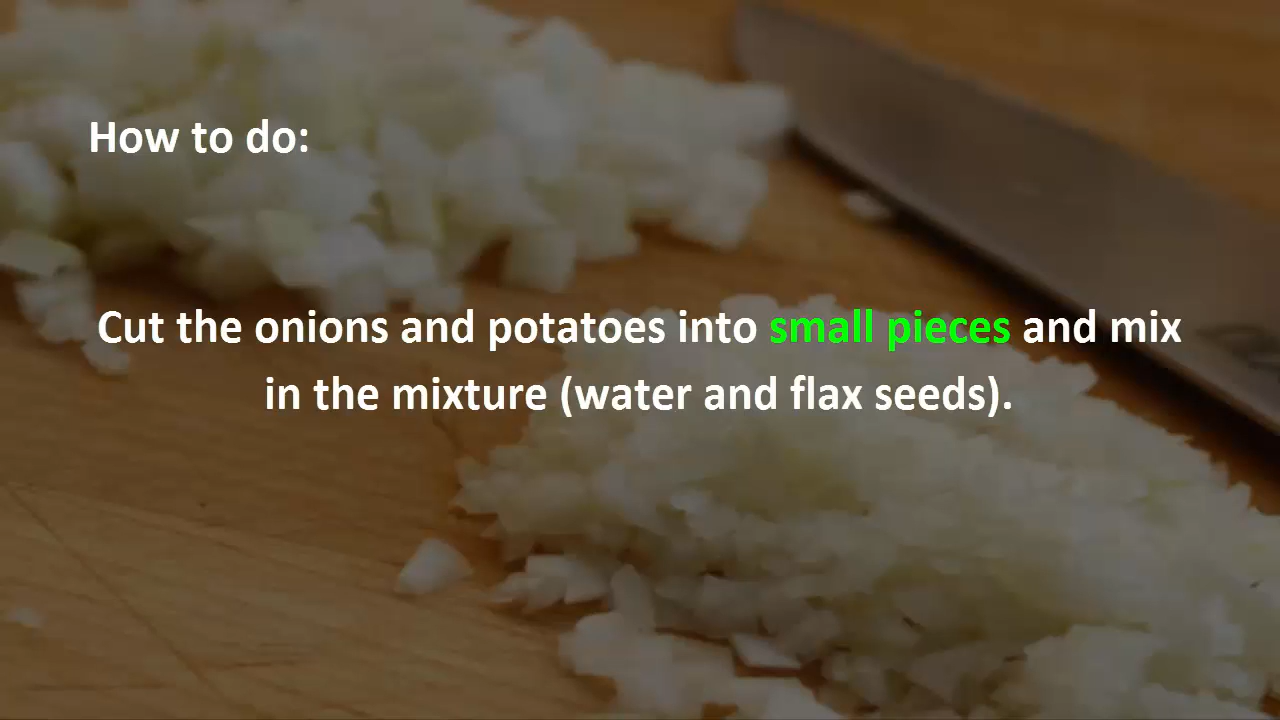 How to do:
Cut the onions and potatoes into small pieces and mix
in the mixture (water and flax seeds).